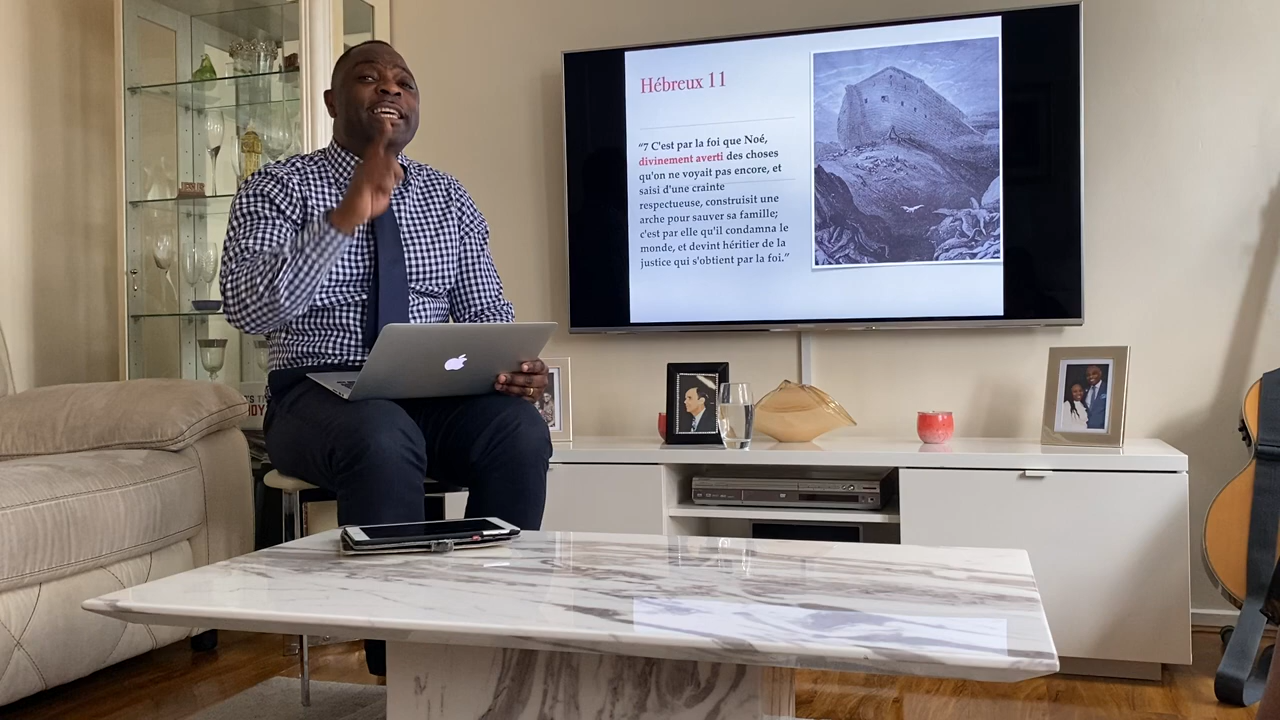 Hébreux 11
“7 C'est par la foi que Noé,
divinement averti des choses
qu'on ne voyait pas encore, et
saisi d'une crainte
respectueuse, construisit une
arche pour sauver sa famille;
c'est par elle qu'il condamna le
monde, et devint héritier de la
justice qui s'obtient par la foi.”